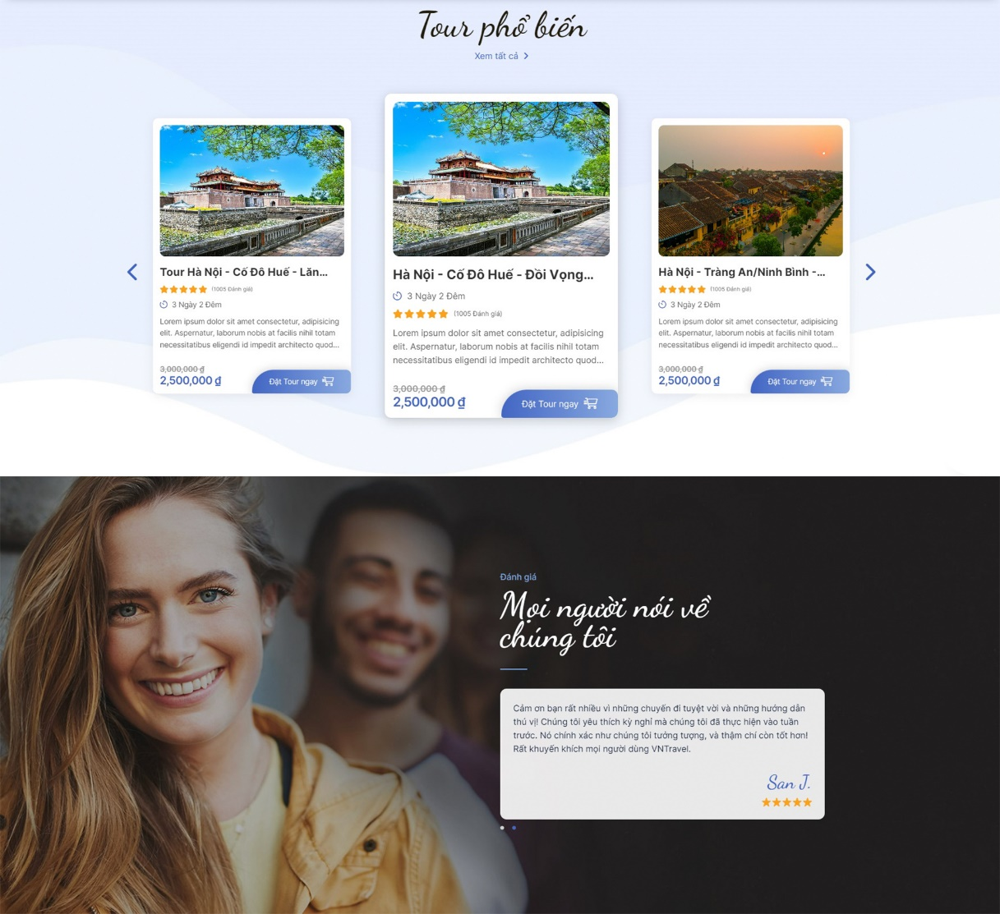 Tour phổ biến
Xem tất cả
Tour Hà Nội - Cố Đô Huế - Lăn...
(1005 Đánh giá)
3 Ngày 2 Đêm
Lorem ipsum dolor sit amet consectetur, adipisicing
elit. Aspernatur, laborum nobis at facilis nihil totam
necessitatibus eligendi id impedit architecto quod...
3,000,000 ₫
2,500,000 ₫
Đặt Tour ngay
Hà Nội - Cố Đô Huế - Đồi Vọng...
3 Ngày 2 Đêm
(1005 Đánh giá)
Lorem ipsum dolor sit amet consectetur, adipisicing
elit. Aspernatur, laborum nobis at facilis nihil totam
necessitatibus eligendi id impedit architecto quod...
3,000,000 ₫
2,500,000 ₫
Đặt Tour ngay
Hà Nội - Tràng An/Ninh Bình -...
(1005 Đánh giá)
3 Ngày 2 Đêm
Lorem ipsum dolor sit amet consectetur, adipisicing
elit. Aspernatur, laborum nobis at facilis nihil totam
necessitatibus eligendi id impedit architecto quod...
3,000,000 ₫
2,500,000 ₫
Đặt Tour ngay
Đánh giá
Mọi người nói về
chúng tôi
Cảm ơn bạn rất nhiều vì những chuyến đi tuyệt vời và những hướng dẫn
thú vị! Chúng tôi yêu thích kỳ nghỉ mà chúng tôi đã thực hiện vào tuần
trước. Nó chính xác như chúng tôi tưởng tượng, và thậm chí còn tốt hơn!
Rất khuyến khích mọi người dùng VNTravel.
San J.